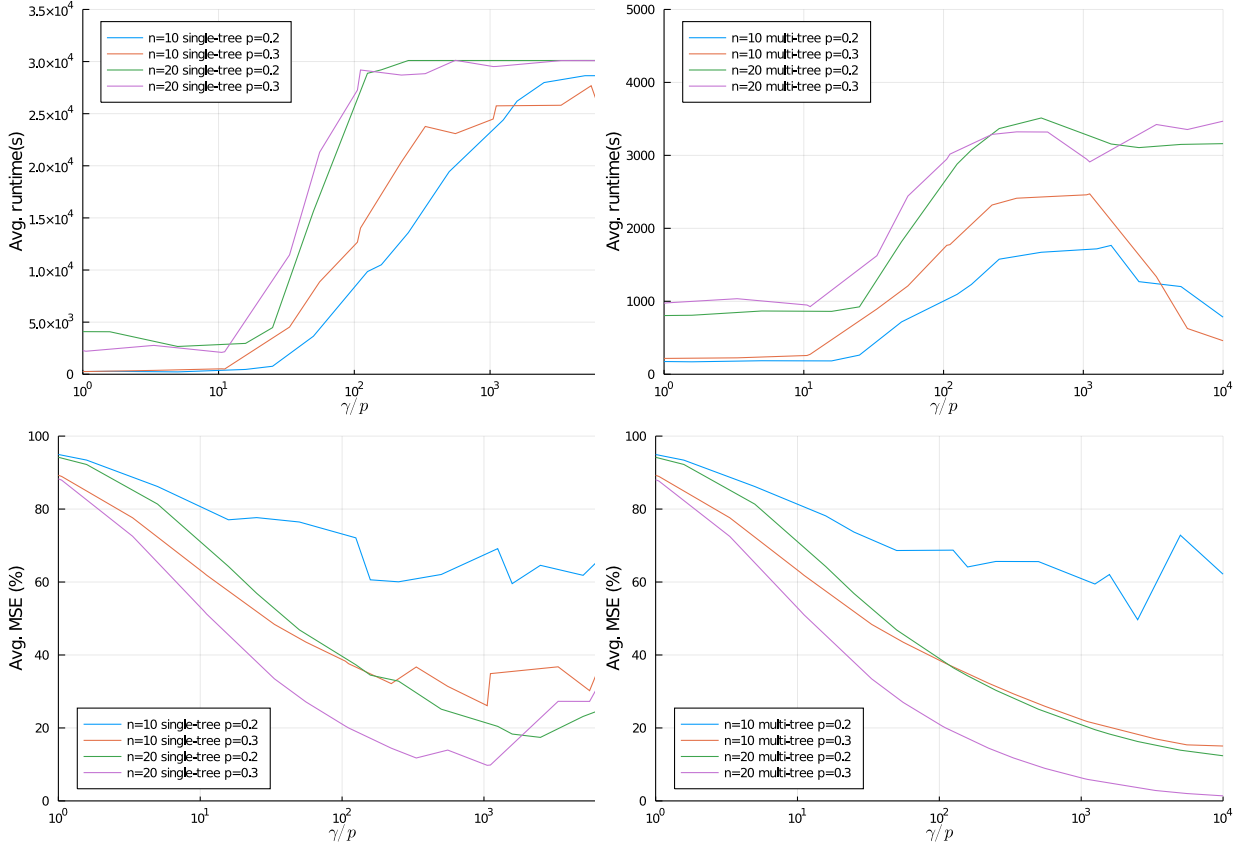 3.5×10⁴
3.0×10⁴
2.5×10⁴
2.0×10⁴
1.5×10⁴
1.0×10⁴
5.0×10³
0
Avg. runtime(s)
n=10 single-tree p=0.2
n=10 single-tree p=0.3
n=20 single-tree p=0.2
n=20 single-tree p=0.3
10⁰ 10¹ 10² 10³
γ/p
5000
4000
3000
2000
1000
0
Avg. runtime(s)
n=10 multi-tree p=0.2
n=10 multi-tree p=0.3
n=20 multi-tree p=0.2
n=20 multi-tree p=0.3
10⁰ 10¹ 10² 10³ 10⁴
γ/p
100
80
60
40
20
0
Avg. MSE (%)
n=10 single-tree p=0.2
n=10 single-tree p=0.3
n=20 single-tree p=0.2
n=20 single-tree p=0.3
10⁰ 10¹ 10² 10³
γ/p
100
80
60
40
20
0
Avg. MSE (%)
n=10 multi-tree p=0.2
n=10 multi-tree p=0.3
n=20 multi-tree p=0.2
n=20 multi-tree p=0.3
10⁰ 10¹ 10² 10³ 10⁴
γ/p